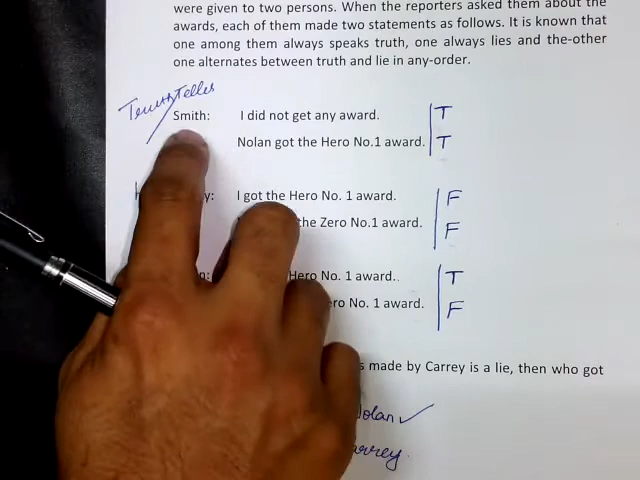 were given to two persons. When the reporters asked them about the
awards, each of them made two statements as follows. It is known that
one among them always speaks truth, one always lies and the-other
one alternates between truth and lie in any-order.
Truth Teller
Smith: I did not get any award. T
Nolan got the Hero No.1 award. T
y: I got the Hero No. 1 award. F
the Zero No.1 award. F
n: Hero No. 1 award.. T
ro No. 1 award. F
s made by Carrey is a lie, then who got
Nolan ✓
arrey.